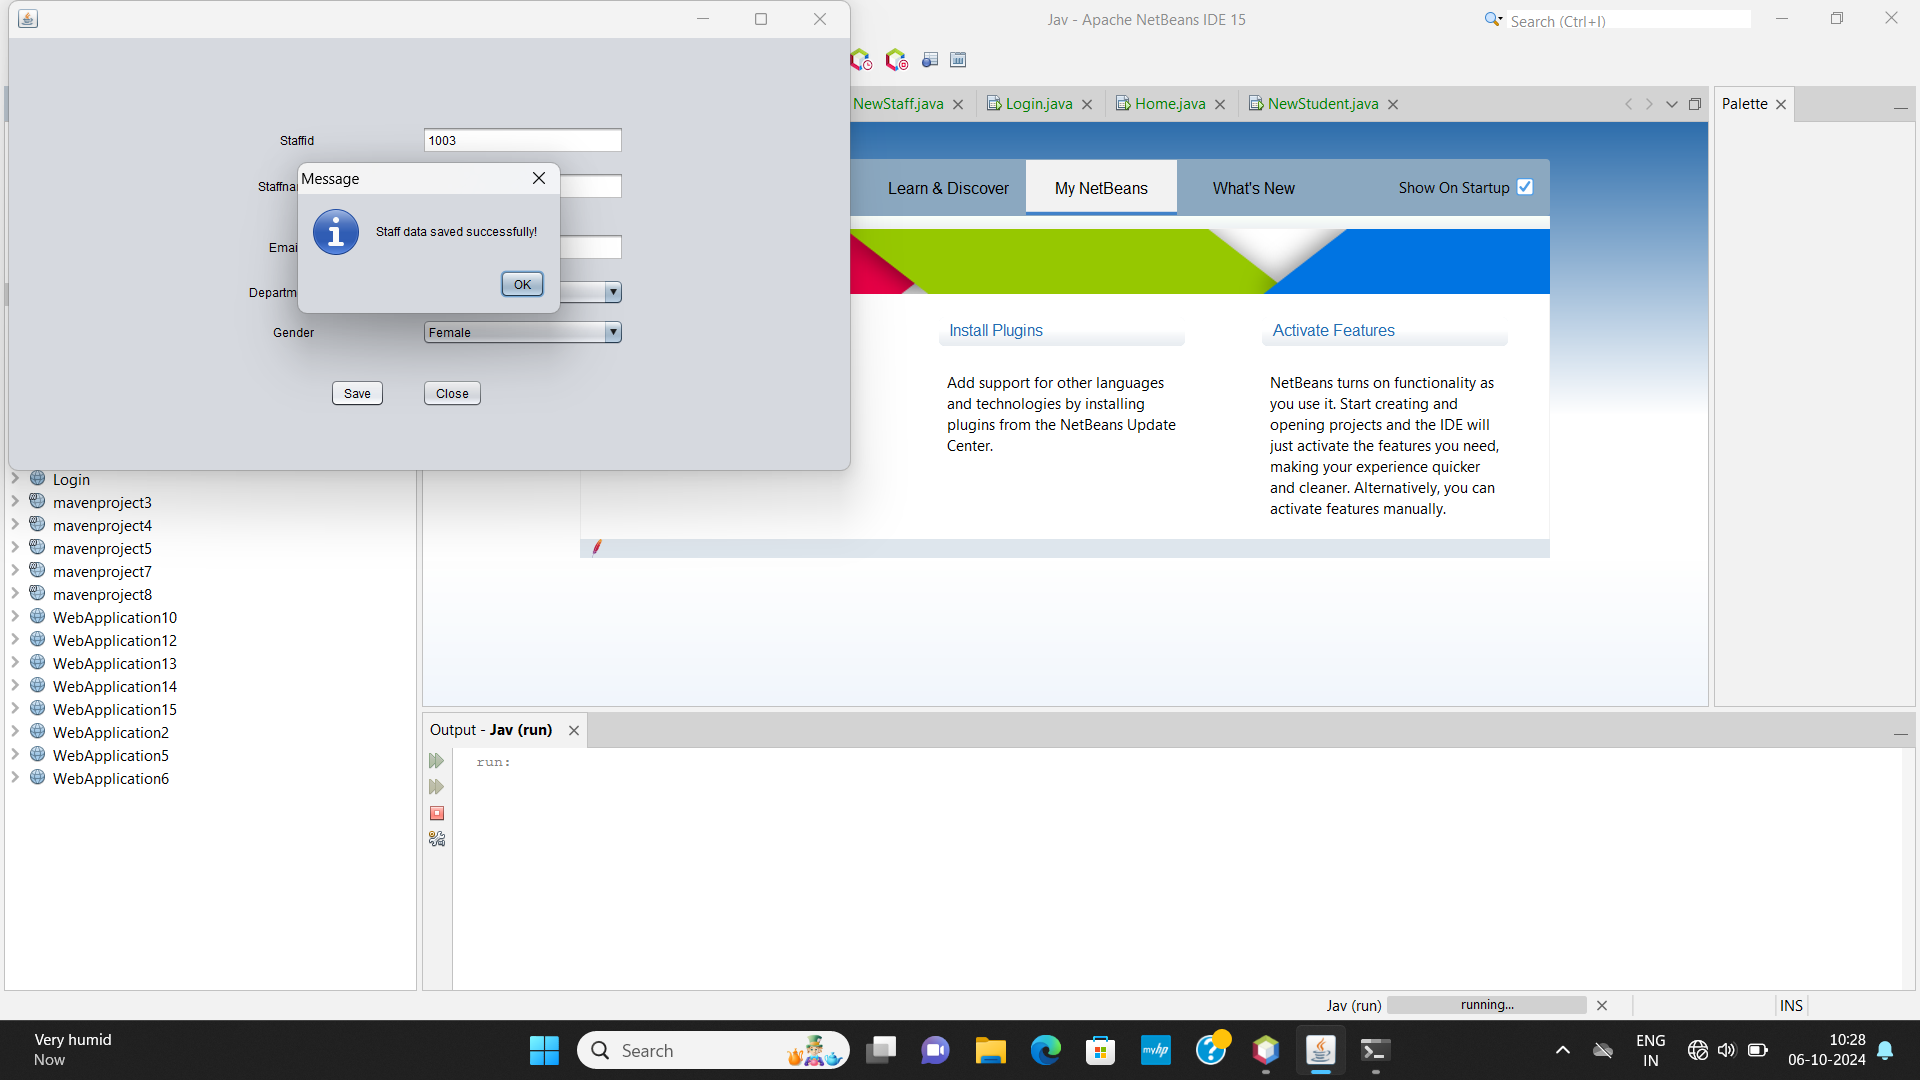 Jav - Apache NetBeans IDE 15
Search (Ctrl+I)
NewStaff.java
Login.java
Home.java
NewStudent.java
Palette
Staffid
1003
Message
Staffna
Staff data saved successfully!
Emai
OK
Departm
Gender
Female
Save
Close
Learn & Discover
My NetBeans
What's New
Show On Startup
Install Plugins
Add support for other languages
and technologies by installing
plugins from the NetBeans Update
Center.
Activate Features
NetBeans turns on functionality as
you use it. Start creating and
opening projects and the IDE will
just activate the features you need,
making your experience quicker
and cleaner. Alternatively, you can
activate features manually.
Login
mavenproject3
mavenproject4
mavenproject5
mavenproject7
mavenproject8
WebApplication10
WebApplication12
WebApplication13
WebApplication14
WebApplication15
WebApplication2
WebApplication5
WebApplication6
Output - Jav (run)
run:
Jav (run)
running...
INS
Very humid
Now
Search
myhp
ENG
IN
10:28
06-10-2024